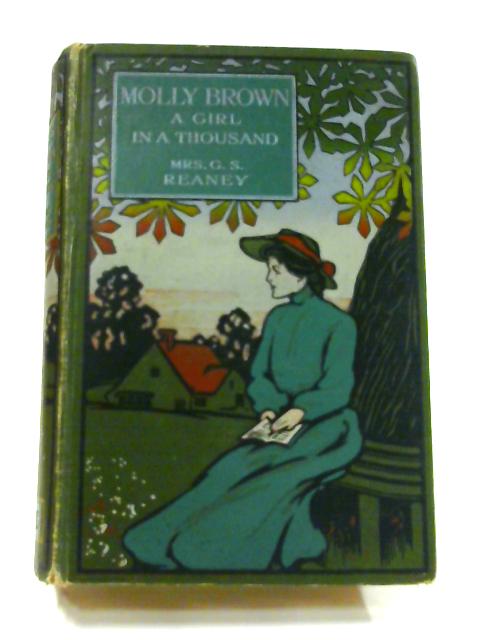 MOLLY BROWN
A GIRL
IN A THOUSAND
MRS. G. S.
REANEY